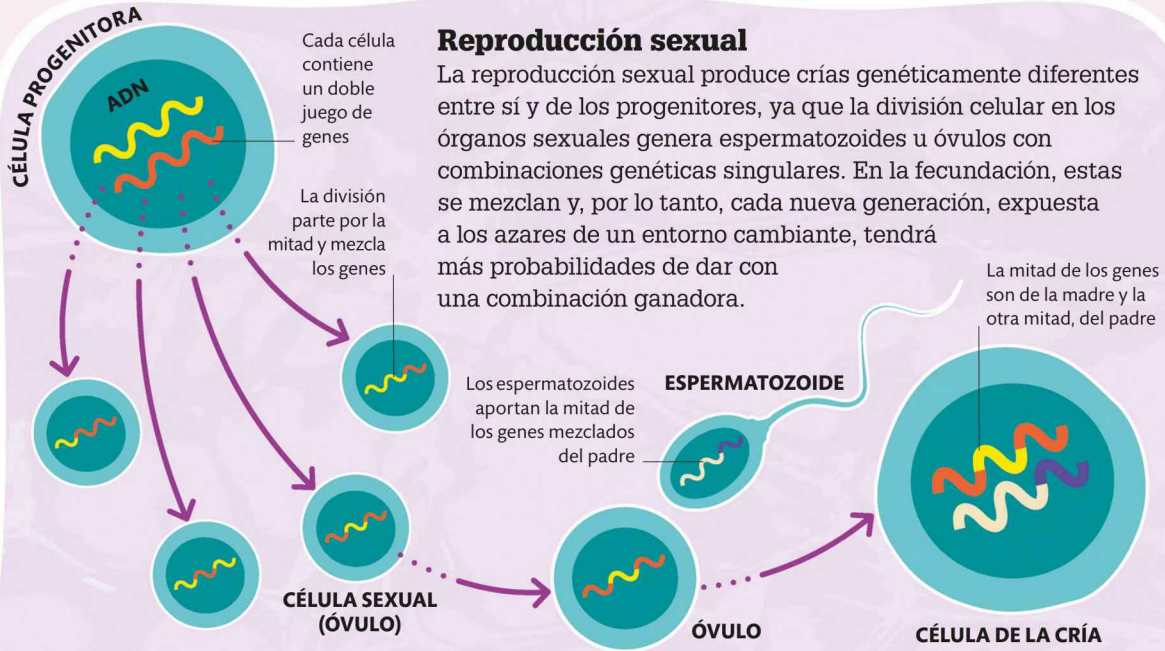 CÉLULA PROGENITORA
ADN
Cada célula
contiene
un doble
juego de
genes
La división
parte por la
mitad y mezcla
los genes
Reproducción sexual
La reproducción sexual produce crías genéticamente diferentes
entre sí y de los progenitores, ya que la división celular en los
órganos sexuales genera espermatozoides u óvulos con
combinaciones genéticas singulares. En la fecundación, estas
se mezclan y, por lo tanto, cada nueva generación, expuesta
a los azares de un entorno cambiante, tendrá
más probabilidades de dar con
una combinación ganadora.
La mitad de los genes
son de la madre y la
otra mitad, del padre
Los espermatozoides
aportan la mitad de
los genes mezclados
del padre
ESPERMATOZOIDE
CÉLULA SEXUAL
(ÓVULO)
ÓVULO
CÉLULA DE LA CRÍA